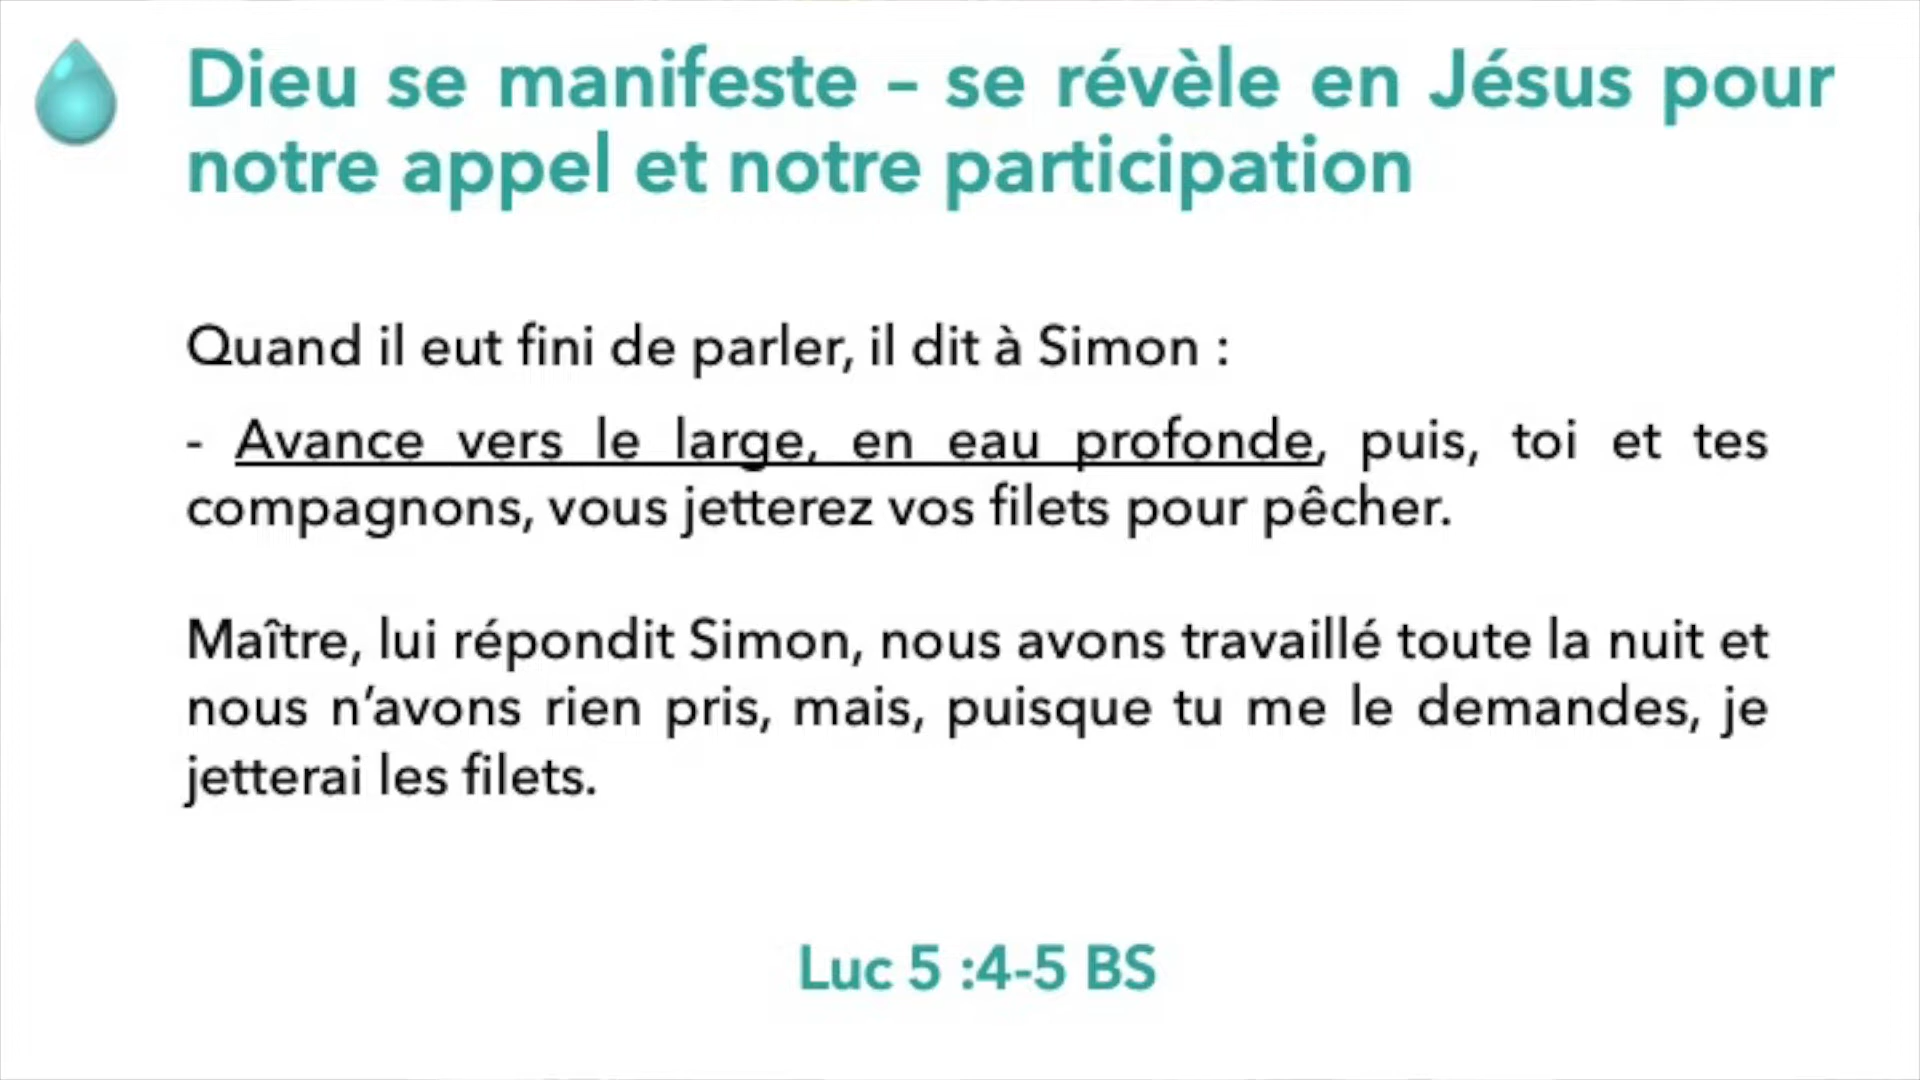 Dieu se manifeste – se révèle en Jésus pour
notre appel et notre participation
Quand il eut fini de parler, il dit à Simon :
- Avance vers le large, en eau profonde, puis, toi et tes
compagnons, vous jetterez vos filets pour pêcher.
Maître, lui répondit Simon, nous avons travaillé toute la nuit et
nous n’avons rien pris, mais, puisque tu me le demandes, je
jetterai les filets.
Luc 5 :4-5 BS